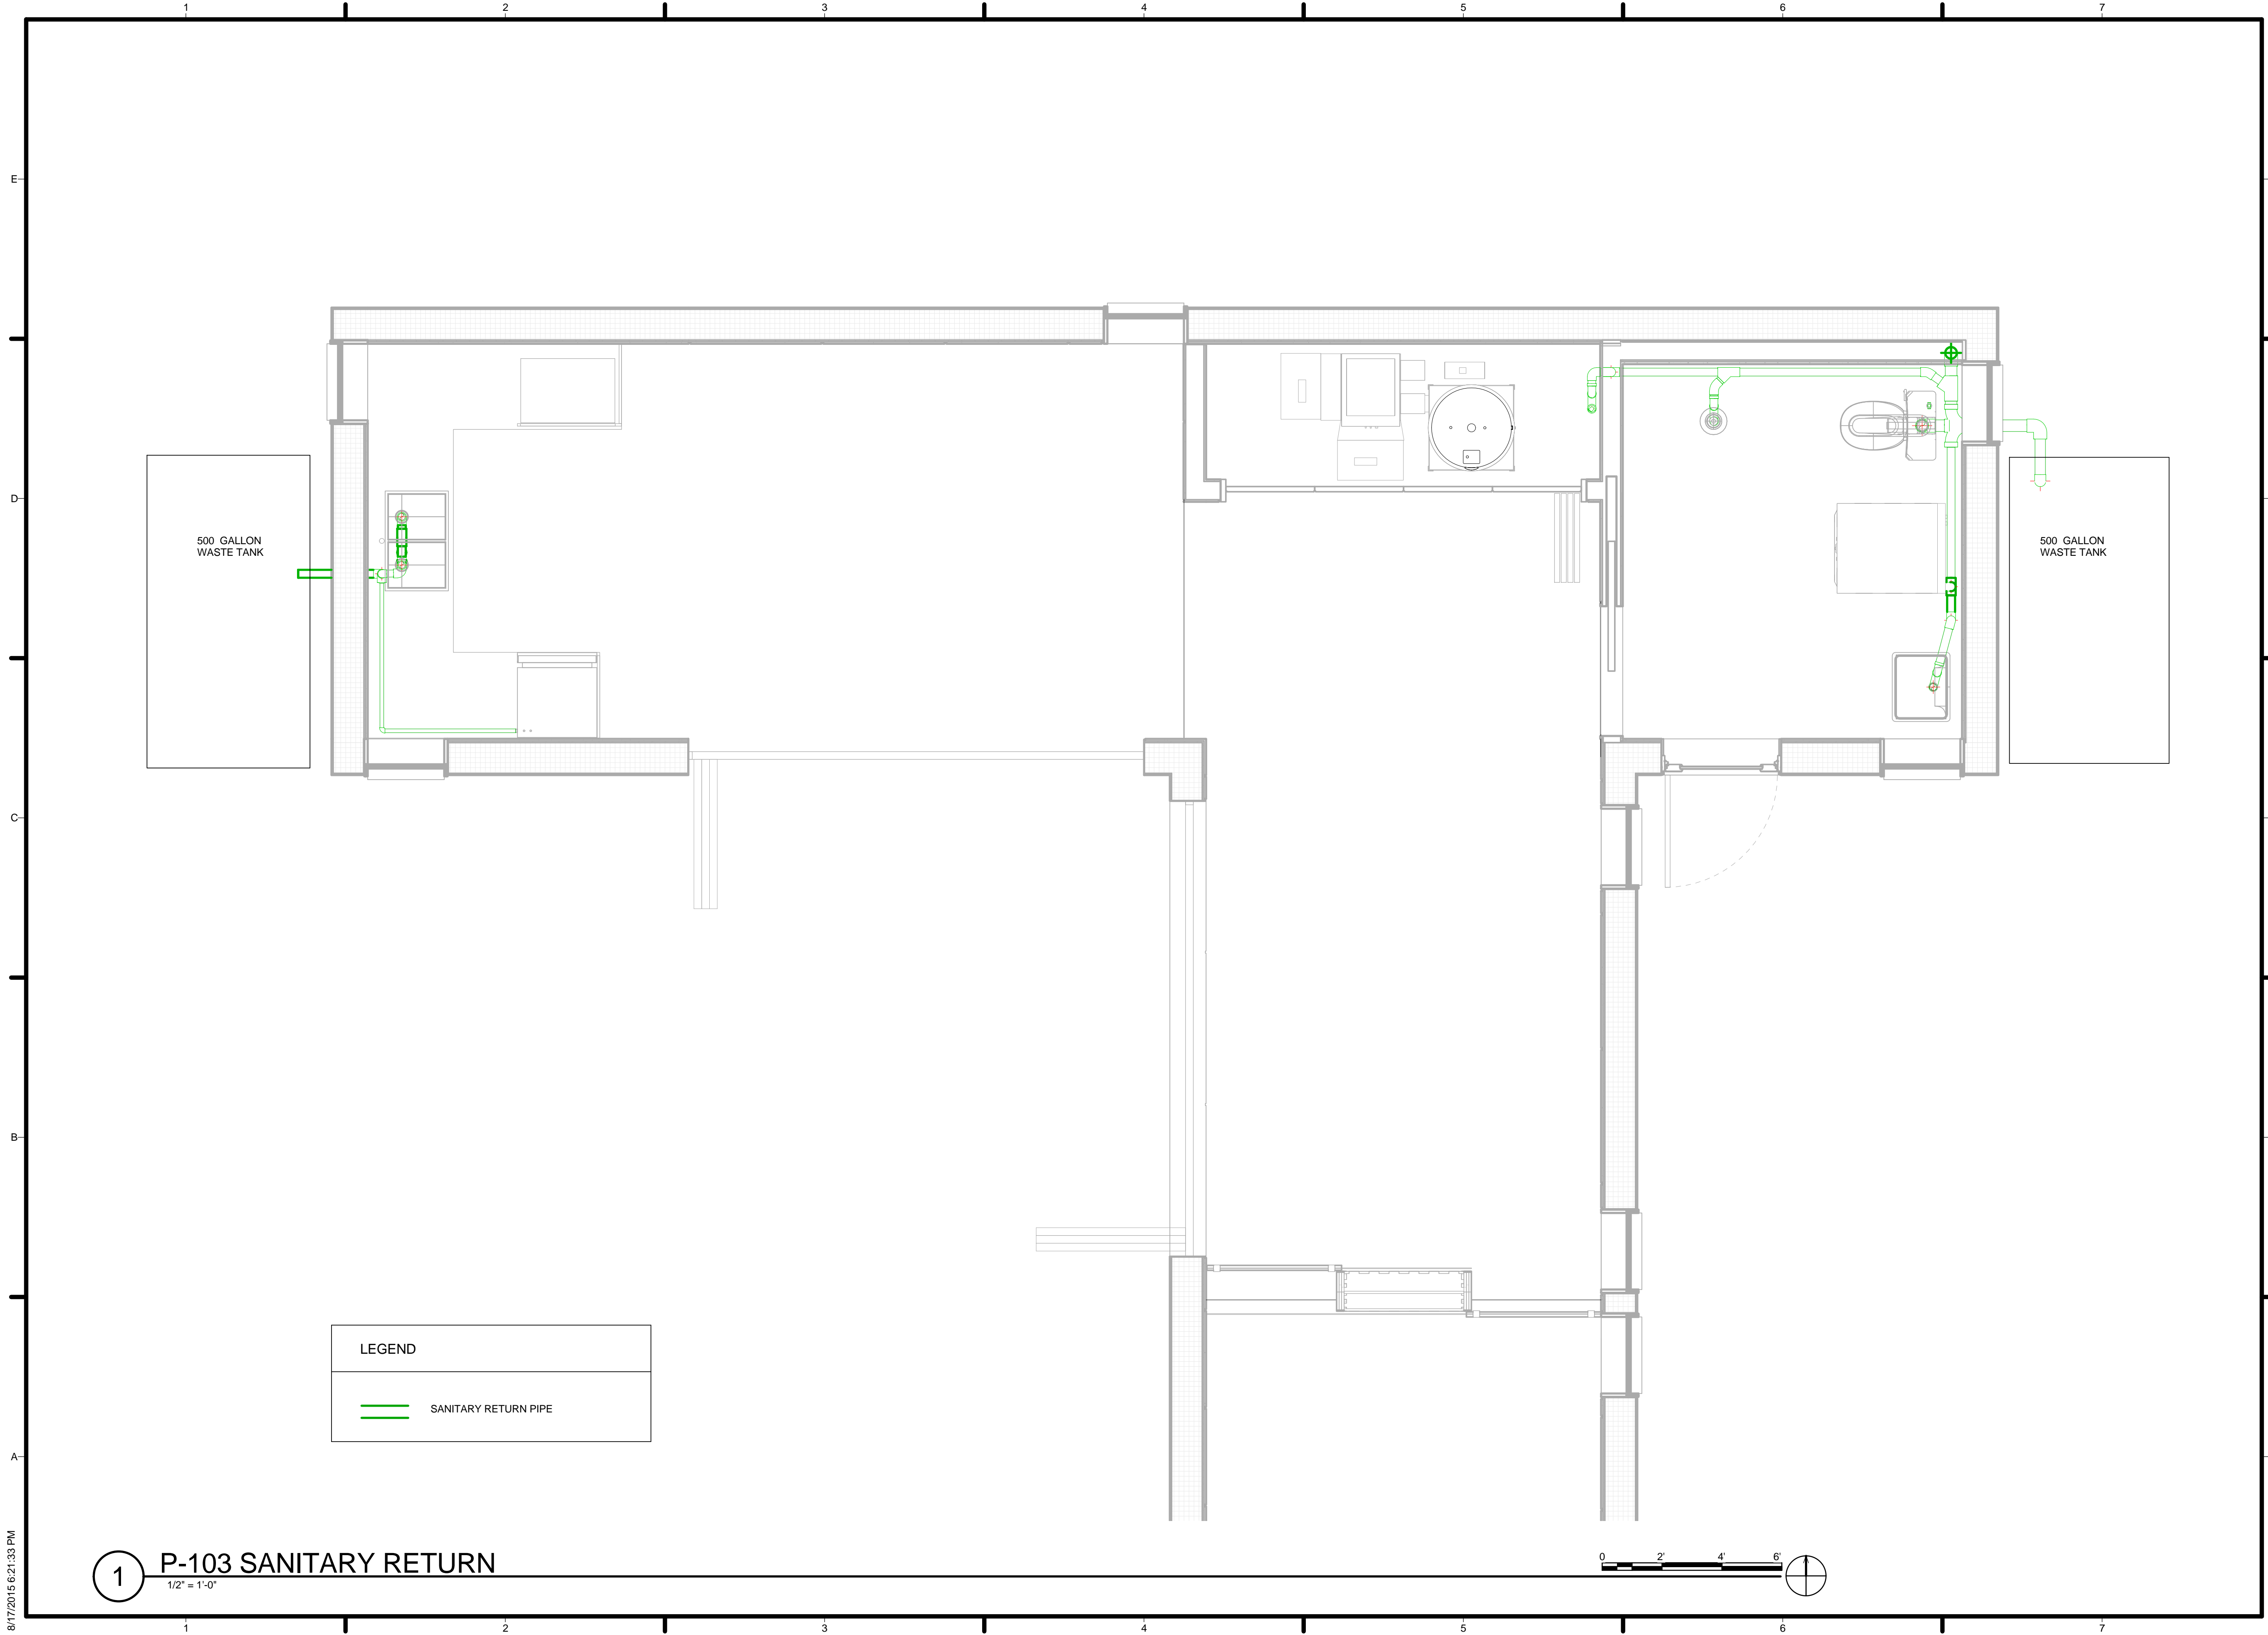 1 2 3 4 5 6 7
E
D
C
B
A
500 GALLON
WASTE TANK
500 GALLON
WASTE TANK
LEGEND
SANITARY RETURN PIPE
1
P-103 SANITARY RETURN
1/2" = 1'-0"
0 2' 4' 6'
8/17/2015 6:21:33 PM
1 2 3 4 5 6 7